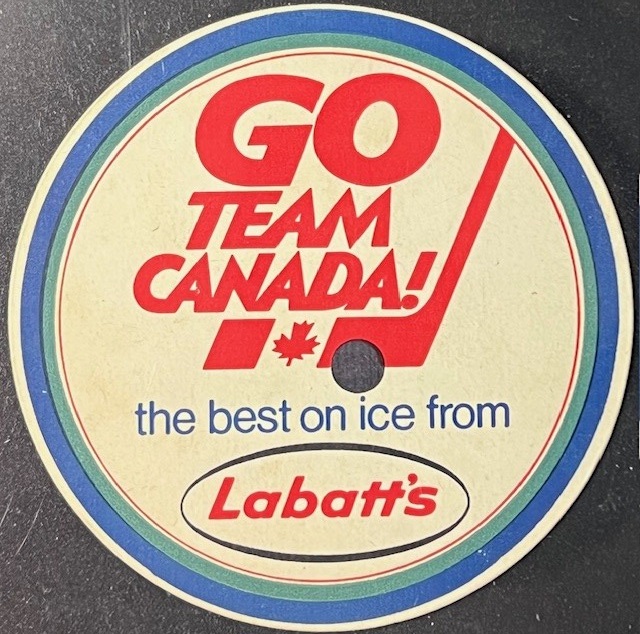 GO
TEAM
CANADA!
the best on ice from
Labatt's